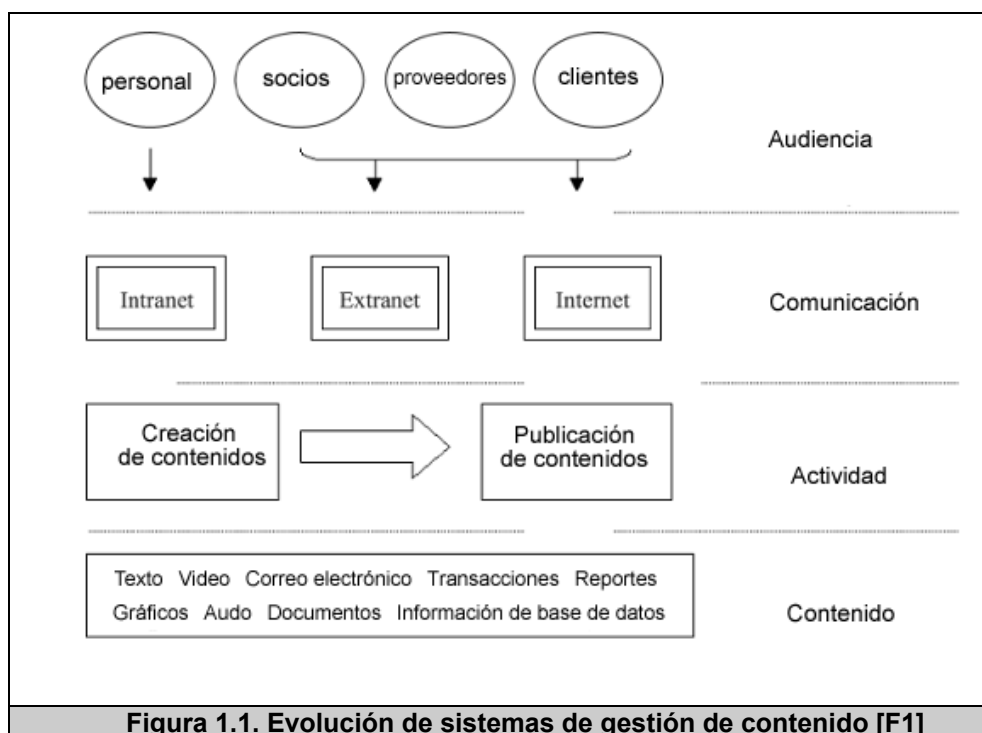 personal socios proveedores clientes
Audiencia
Intranet Extranet Internet
Comunicación
Creación
de contenidos
Publicación
de contenidos
Actividad
Texto Video Correo electrónico Transacciones Reportes
Gráficos Audo Documentos Información de base de datos
Contenido
Figura 1.1. Evolución de sistemas de gestión de contenido [F1]